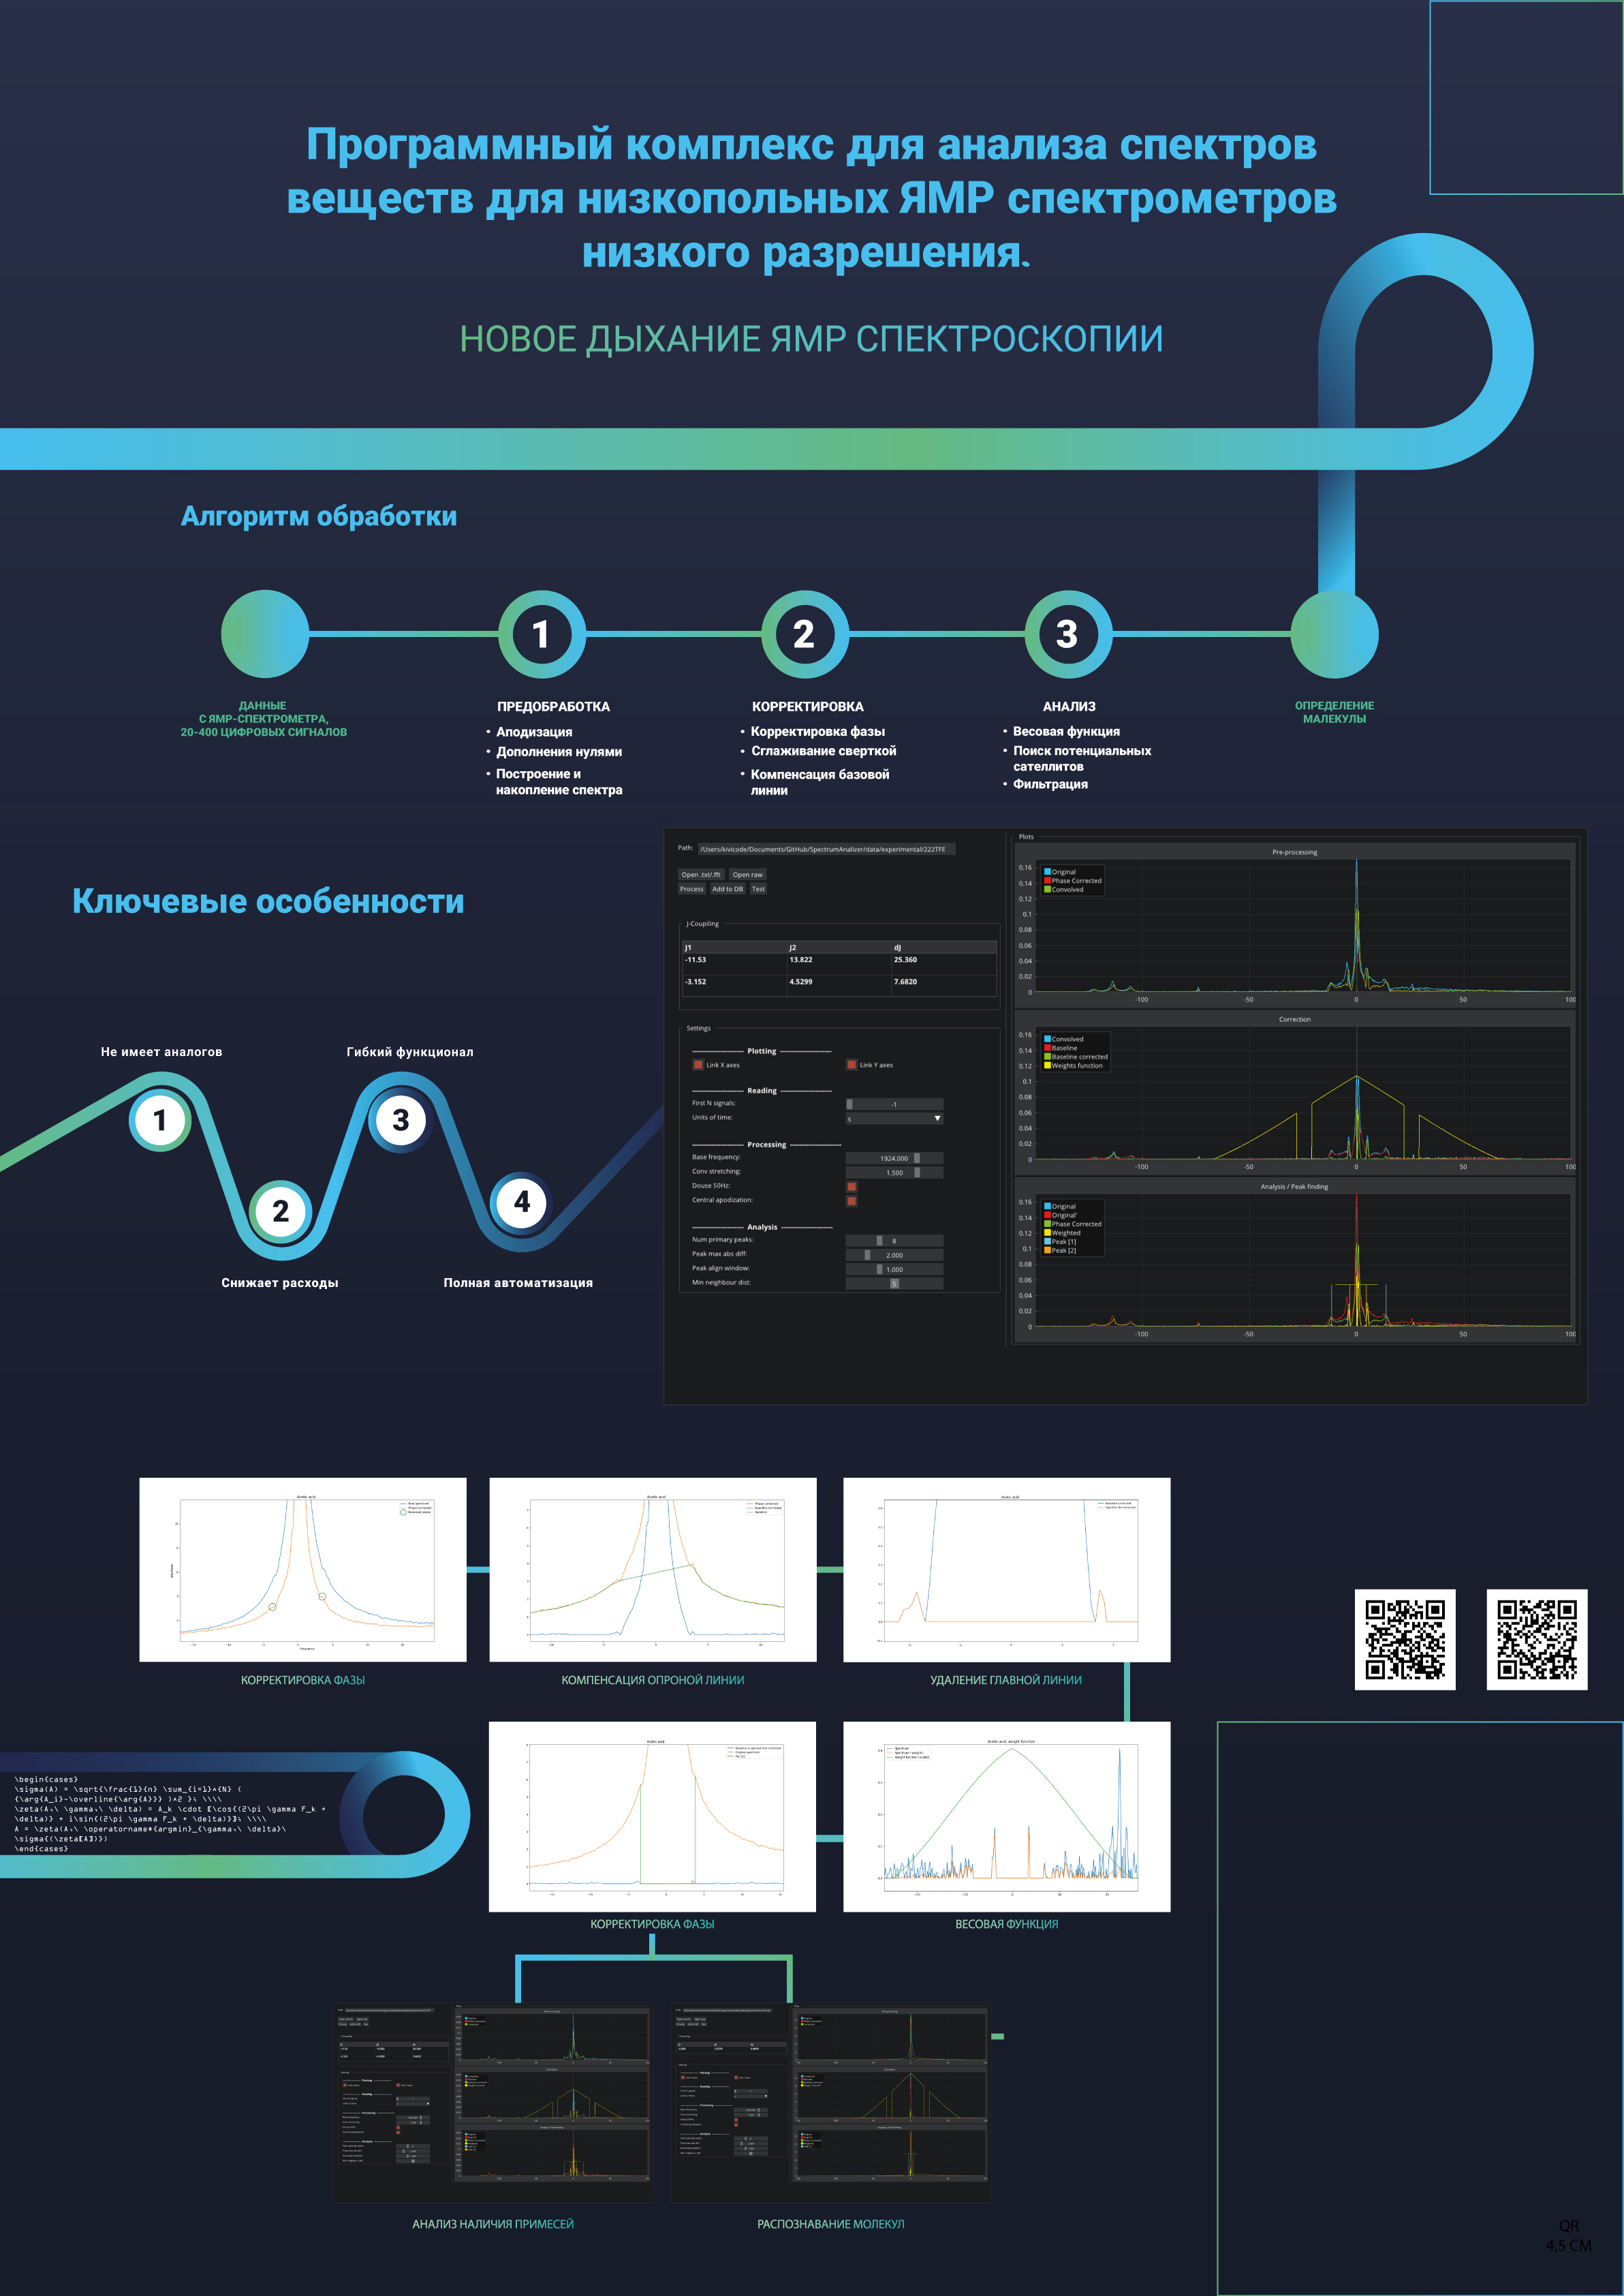 Программный комплекс для анализа спектров
веществ для низкопольных ЯМР спектрометров
низкого разрешения.
НОВОЕ ДЫХАНИЕ ЯМР СПЕКТРОСКОПИИ
Алгоритм обработки
1
2
3
ДАННЫЕ
С ЯМР-СПЕКТРОМЕТРА,
20-400 ЦИФРОВЫХ СИГНАЛОВ
ПРЕДОБРАБОТКА
• Аподизация
• Дополнения нулями
• Построение и
накопление спектра
КОРРЕКТИРОВКА
• Корректировка фазы
• Сглаживание сверткой
• Компенсация базовой
линии
АНАЛИЗ
• Весовая функция
• Поиск потенциальных
сателлитов
• Фильтрация
ОПРЕДЕЛЕНИЕ
МАЛЕКУЛЫ
Ключевые особенности
Не имеет аналогов
Гибкий функционал
1
3
2
4
Снижает расходы
Полная автоматизация
Path: /Users/kivicode/Documents/GitHub/SpectrumAnalizer/data/experimental/222TFE
Open .txt/.fft Open raw
Process Add to DB Test
J-Coupling
J1 J2 dJ
-11.53 13.822 25.360
-3.152 4.5299 7.6820
Settings
---------------------- Plotting ----------------------
Link X axes Link Y axes
---------------------- Reading ----------------------
First N signals: -1
Units of time: s
---------------------- Processing ----------------------
Base frequency: 1924.000
Conv stretching: 1.500
Douse 50Hz:
Central apodization:
---------------------- Analysis ----------------------
Num primary peaks: 8
Peak max abs diff: 2.000
Peak align window: 1.000
Min neighbour dist: 5
Plots
Pre-processing
Original
Phase Corrected
Convolved
0.16
0.14
0.12
0.1
0.08
0.06
0.04
0.02
0
-100 -50 0 50 100
Correction
Convolved
Baseline
Baseline corrected
Weights function
0.16
0.14
0.12
0.1
0.08
0.06
0.04
0.02
0
-100 -50 0 50 100
Analysis / Peak finding
Original
Original'
Phase Corrected
Weighted
Peak [1]
Peak [2]
0.16
0.14
0.12
0.1
0.08
0.06
0.04
0.02
0
-100 -50 0 50 100
Acetic acid
КОРРЕКТИРОВКА ФАЗЫ
Acetic acid
КОМПЕНСАЦИЯ ОПРОНОЙ ЛИНИИ
Acetic acid
УДАЛЕНИЕ ГЛАВНОЙ ЛИНИИ
\begin{cases}
\sigma(A) = \sqrt{\frac{1}{n} \sum_{i=1}^{N} (
{\arg{A_i}-\overline{\arg{A}}} )^2 }; \\\\
\zeta(A,\ \gamma,\ \delta) = A_k \cdot [\cos{(2\pi \gamma F_k +
\delta)} + i\sin{(2\pi \gamma F_k + \delta)}]; \\\\
A = \zeta(A,\ \operatorname*{argmin}_{\gamma,\ \delta}\
\sigma{(\zeta[A])})
\end{cases}
Acetic acid
КОРРЕКТИРОВКА ФАЗЫ
Acetic acid, weight function
ВЕСОВАЯ ФУНКЦИЯ
АНАЛИЗ НАЛИЧИЯ ПРИМЕСЕЙ
РАСПОЗНАВАНИЕ МОЛЕКУЛ
QR
4,5 СМ